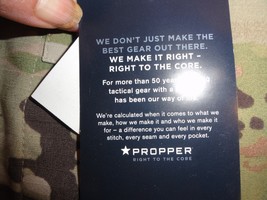 WE DON'T JUST MAKE THE
BEST GEAR OUT THERE.
WE MAKE IT RIGHT –
RIGHT TO THE CORE.
For more than 50 years
tactical gear with a
has been our way
We're calculated when it comes to what we
make, how we make it and who we make it
for – a difference you can feel in every
stitch, every seam and every pocket.
PROPPER
RIGHT TO THE CORE